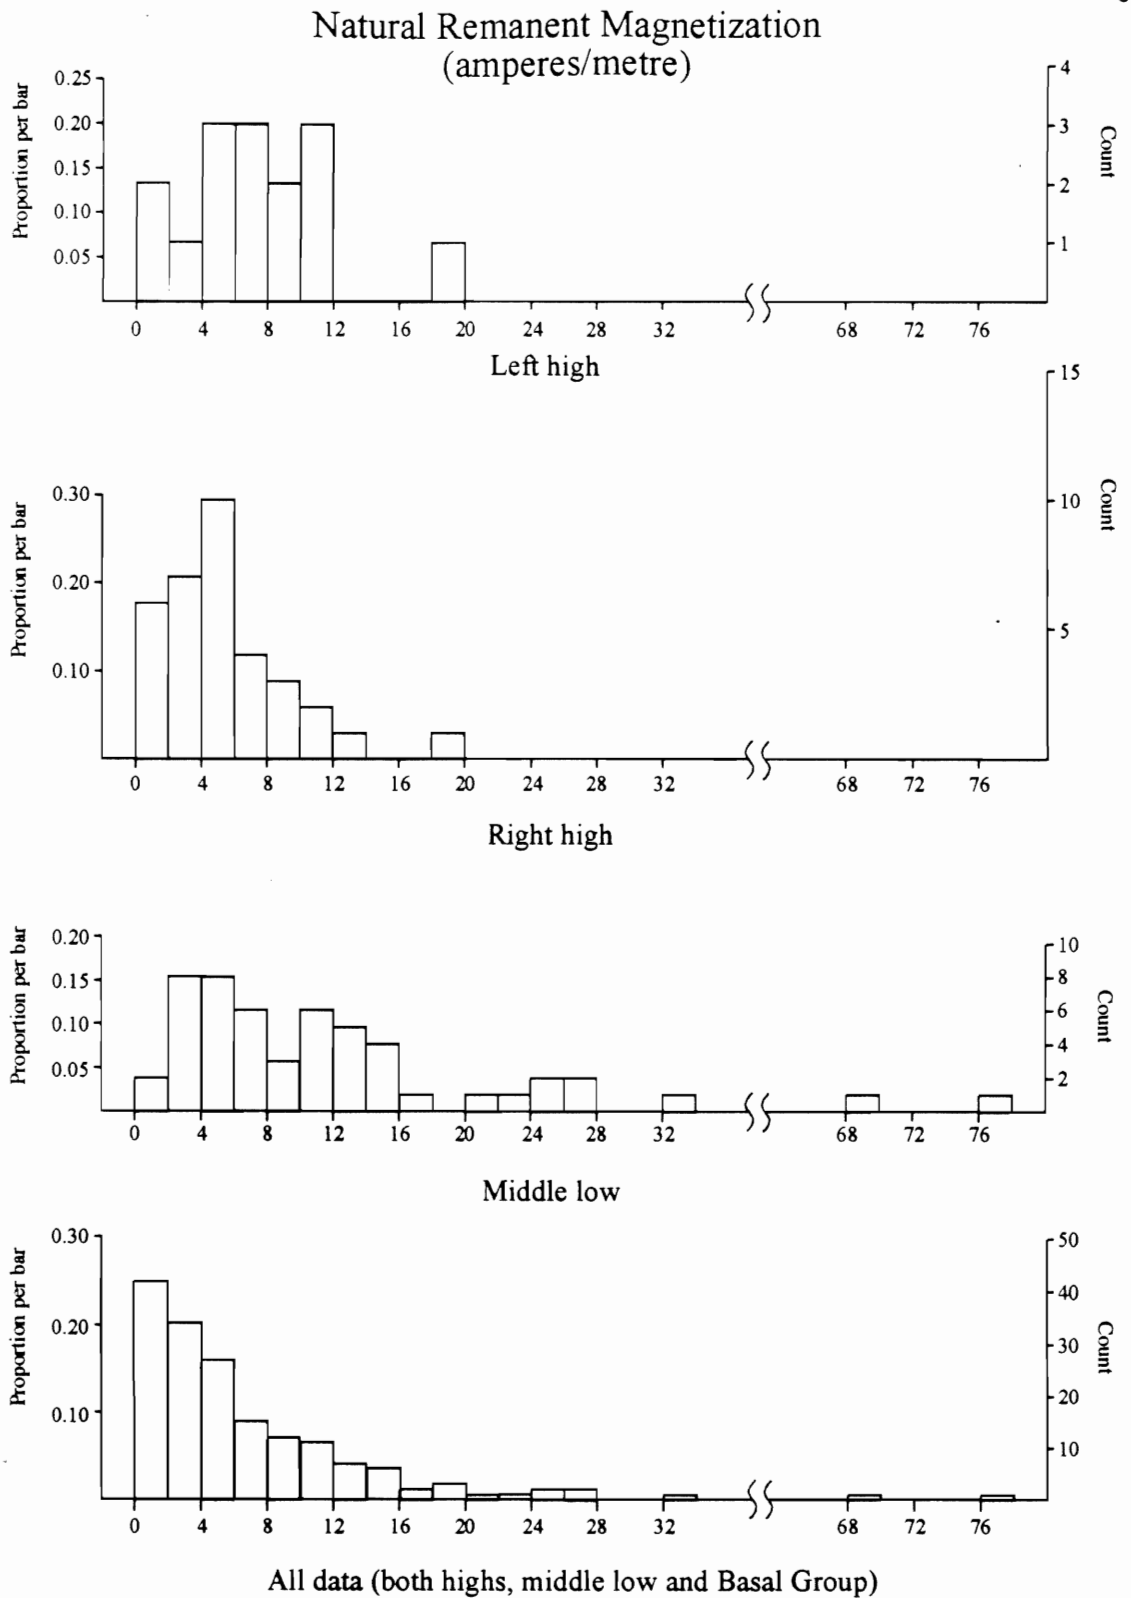 Natural Remanent Magnetization
(amperes/metre)
Proportion per bar
0.25
0.20
0.15
0.10
0.05
4
3
2
1
Count
0 4 8 12 16 20 24 28 32 68 72 76
Left high
Proportion per bar
0.30
0.20
0.10
15
10
5
Count
0 4 8 12 16 20 24 28 32 68 72 76
Right high
Proportion per bar
0.20
0.15
0.10
0.05
10
8
6
4
2
Count
0 4 8 12 16 20 24 28 32 68 72 76
Middle low
Proportion per bar
0.30
0.20
0.10
50
40
30
20
10
Count
0 4 8 12 16 20 24 28 32 68 72 76
All data (both highs, middle low and Basal Group)